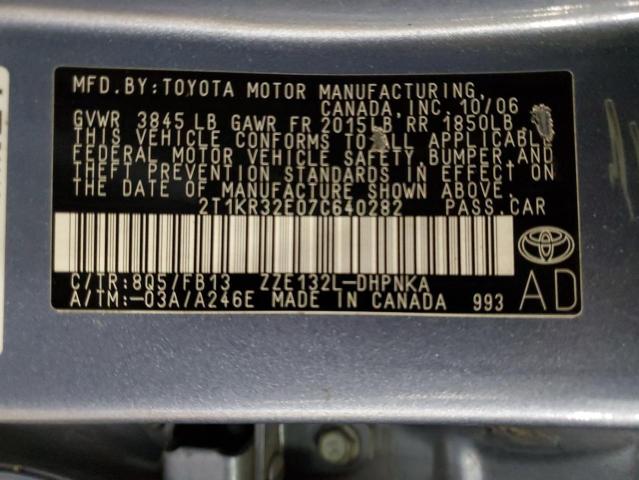 MFD. BY: TOYOTA MOTOR MANUFACTURING,
CANADA, INC. 10/06
GVWR 3845 LB GAWR FR 2015LB RR 1850LB
THIS VEHICLE CONFORMS TO ALL APPLICABLE
FEDERAL MOTOR VEHICLE SAFETY, BUMPER, AND
THEFT PREVENTION STANDARDS IN EFFECT ON
THE DATE OF MANUFACTURE SHOWN ABOVE.
2T1KR32E07C640282 PASS. CAR
C/TR: 8Q5/FB13 ZZE132L-DHPNKA
A/TM: -03A/A246E MADE IN CANADA 993
AD